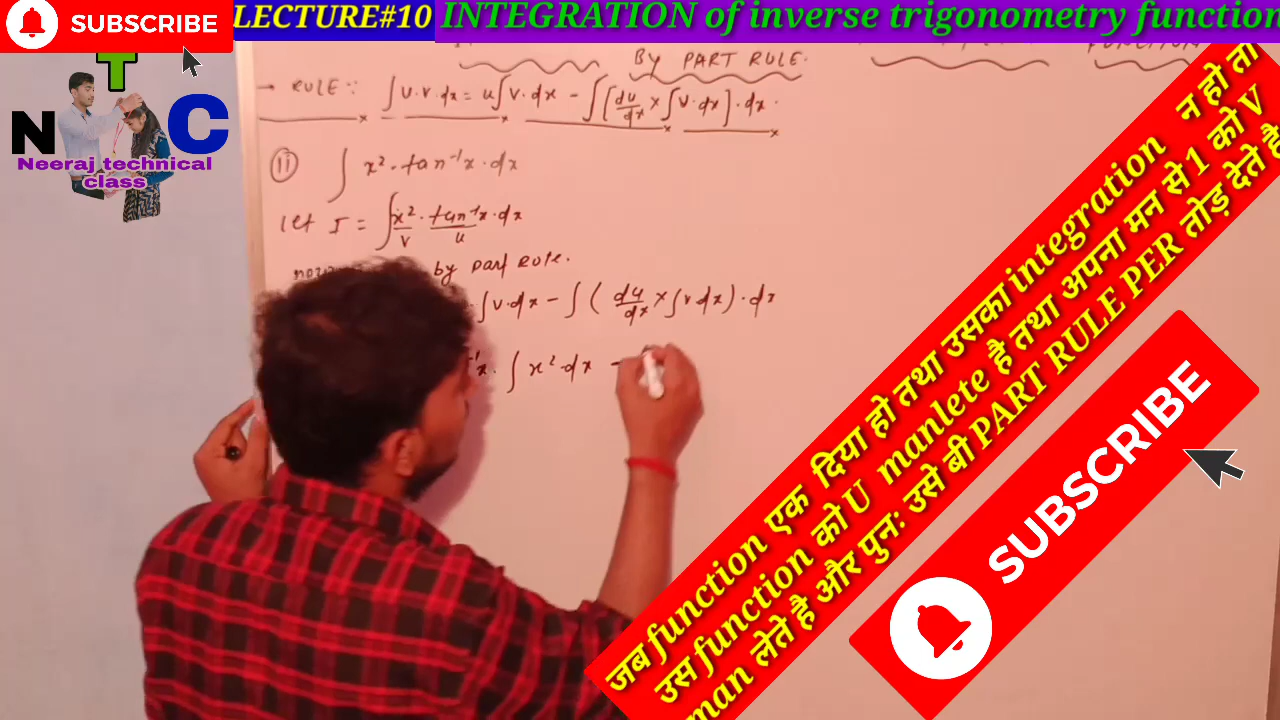 SUBSCRIBE
LECTURE#10 INTEGRATION of inverse trigonometry function
T
N C
Neeraj technical
class
BY PART RULE.
→ RULE :: ∫U·V·dx = u∫V·dx − ∫[du/dx × ∫V·dx]·dx·
(11) ∫ x²·tan⁻¹x·dx
Let I = ∫x²·tan⁻¹x·dx
V u
by part rule.
∫v·dx − ∫( du/dx × ∫v dx)·dx
⁻¹x· ∫ x²·dx −
जब function एक दिया हो तथा उसका integration न हो तो
उस function को U manlete है तथा अपना मन से 1 को V
man लेते है और पुन: उसे बी PART RULE PER तोड़ देते है
SUBSCRIBE